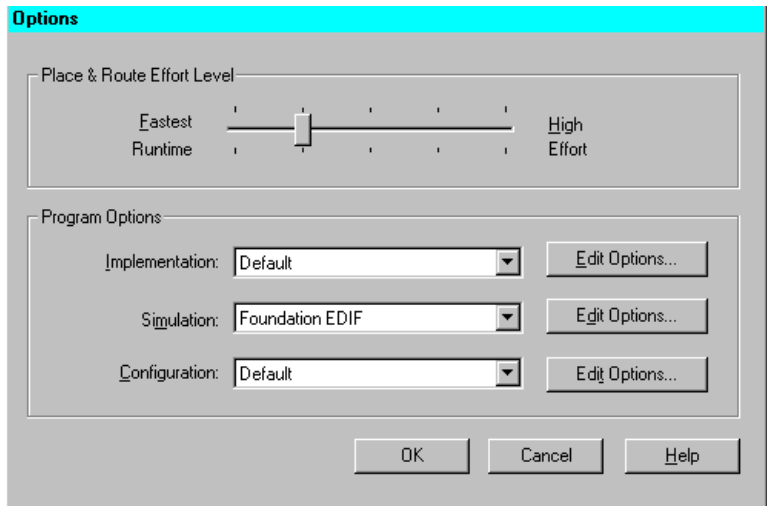 Options
Place & Route Effort Level
Fastest High
Runtime Effort
Program Options
Implementation: Default Edit Options...
Simulation: Foundation EDIF Edit Options...
Configuration: Default Edit Options...
OK Cancel Help